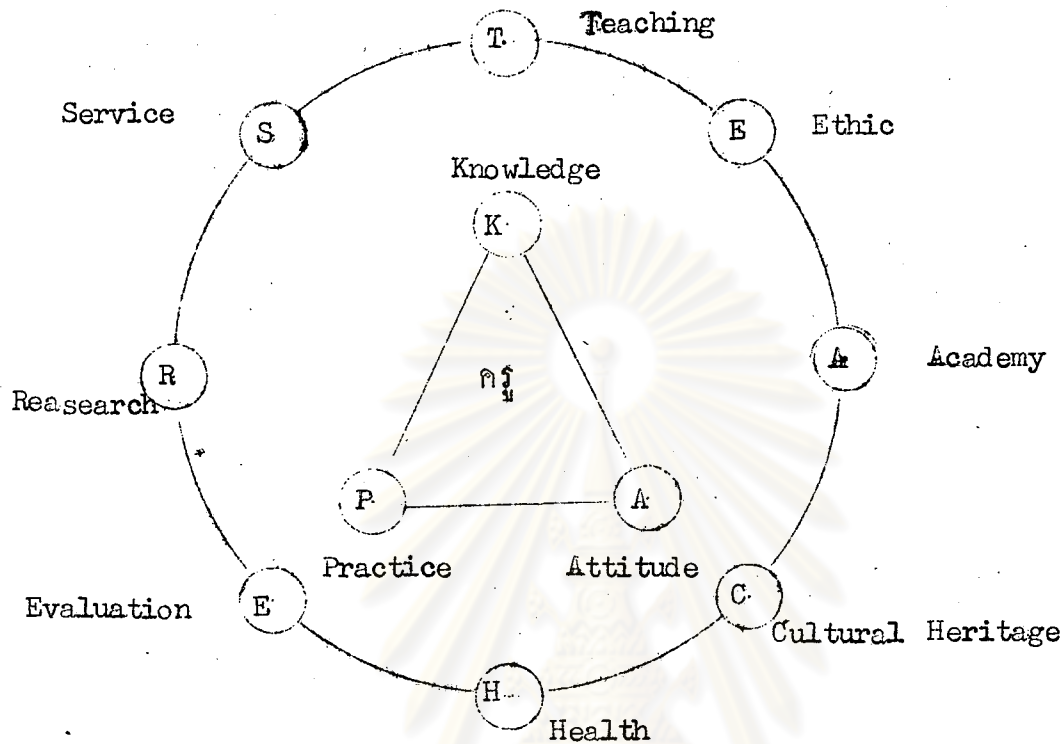 T. Teaching
Service S E Ethic
Knowledge
K.
R A Academy
Reasearch
ครู
P. A.
Practice Attitude
Evaluation E C.
Cultural Heritage
H
Health